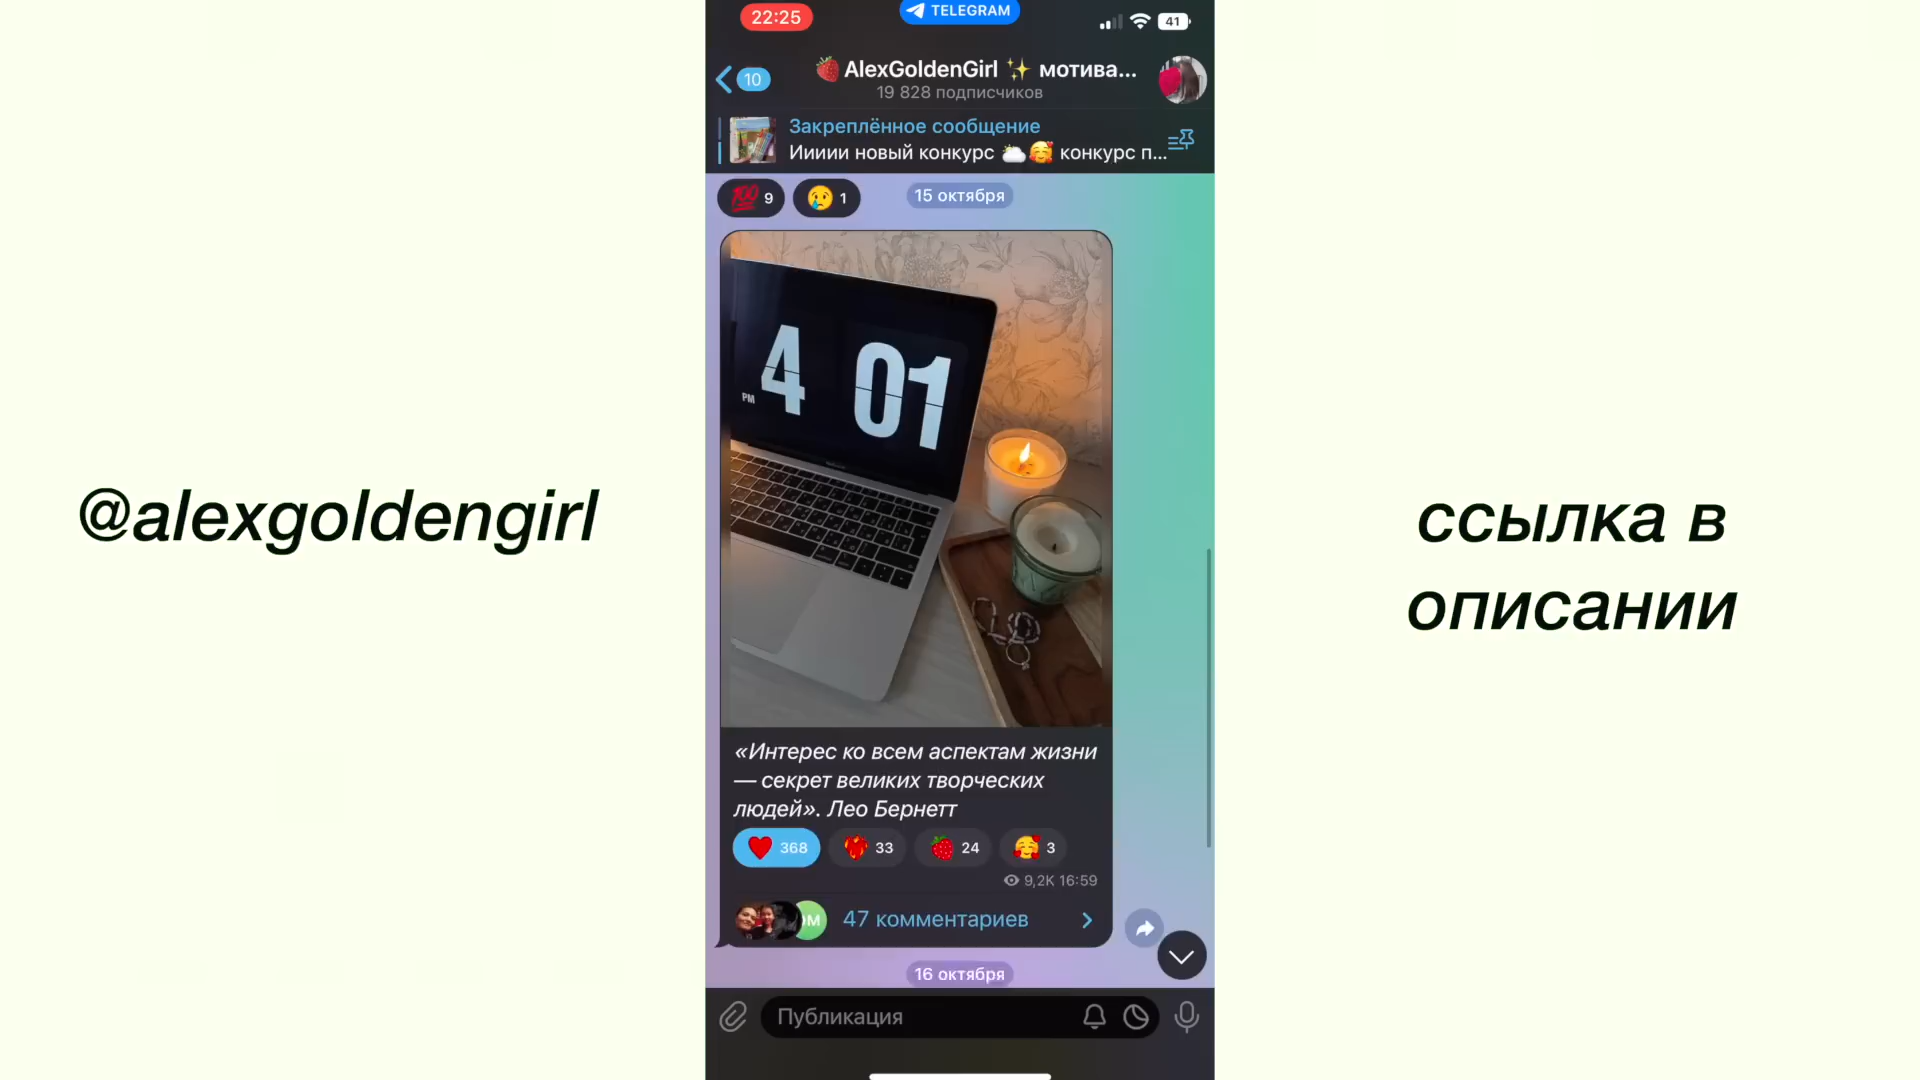 22:25
TELEGRAM
41
10
🍓 AlexGoldenGirl ✨ мотива...
19 828 подписчиков
Закреплённое сообщение
Иииии новый конкурс 🌥️🥰 конкурс п...
💯 9
😢 1
15 октября
4 01
PM
@alexgoldengirl
ссылка в
описании
«Интерес ко всем аспектам жизни
— секрет великих творческих
людей». Лео Бернетт
❤️ 368
❤️‍🔥 33
🍓 24
🥰 3
9,2K 16:59
47 комментариев
16 октября
Публикация